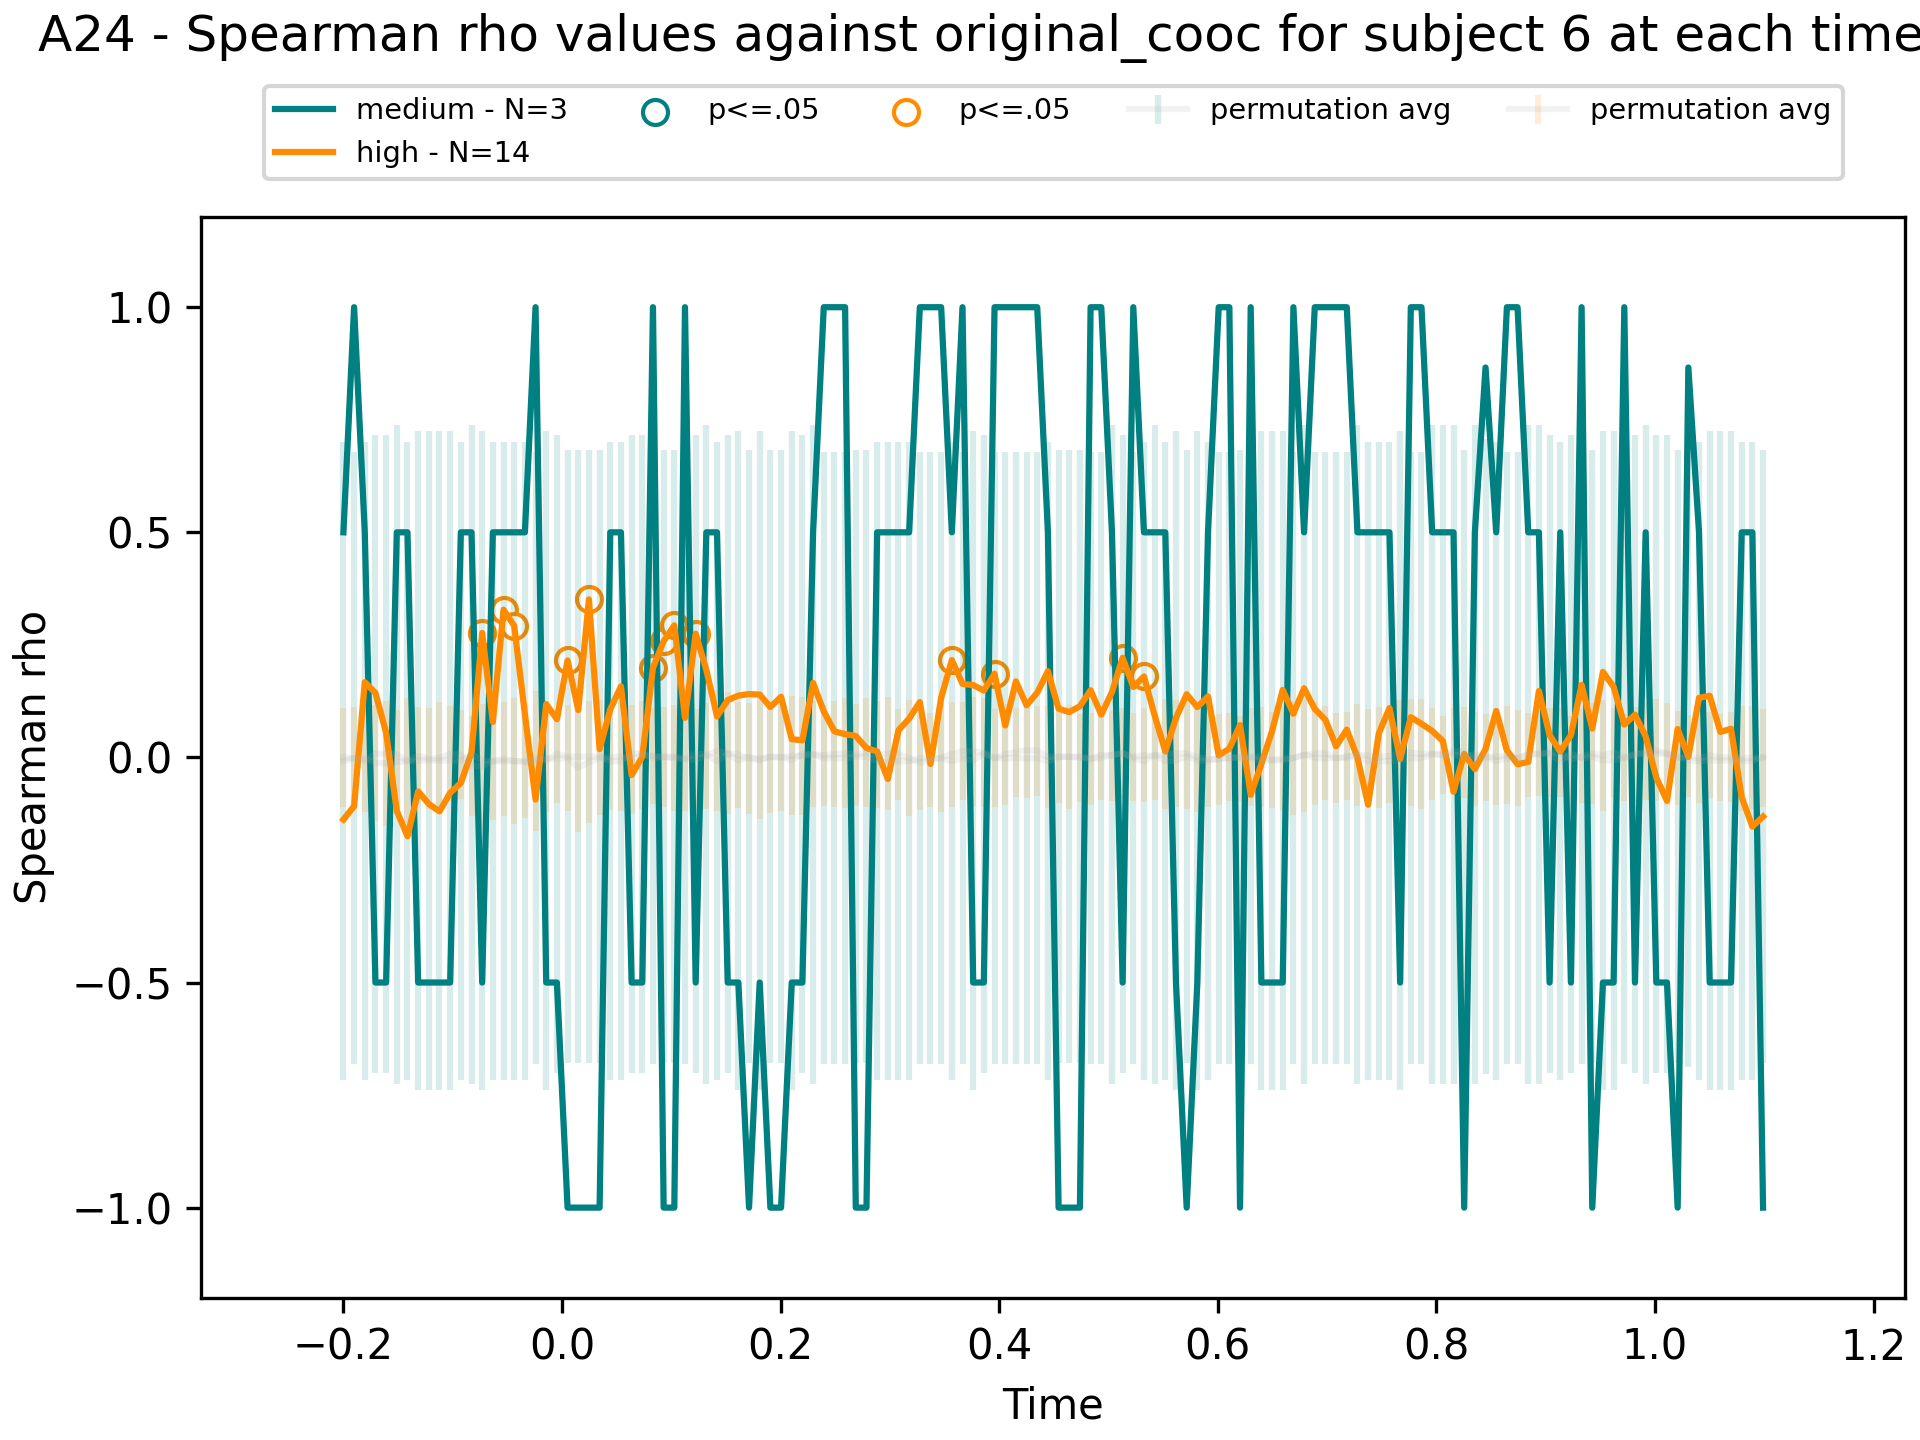 A24 - Spearman rho values against original_cooc for subject 6 at each time
medium - N=3
high - N=14
p<=.05
p<=.05
permutation avg
permutation avg
Spearman rho
1.0
0.5
0.0
−0.5
−1.0
−0.2
0.0
0.2
0.4
0.6
0.8
1.0
1.2
Time